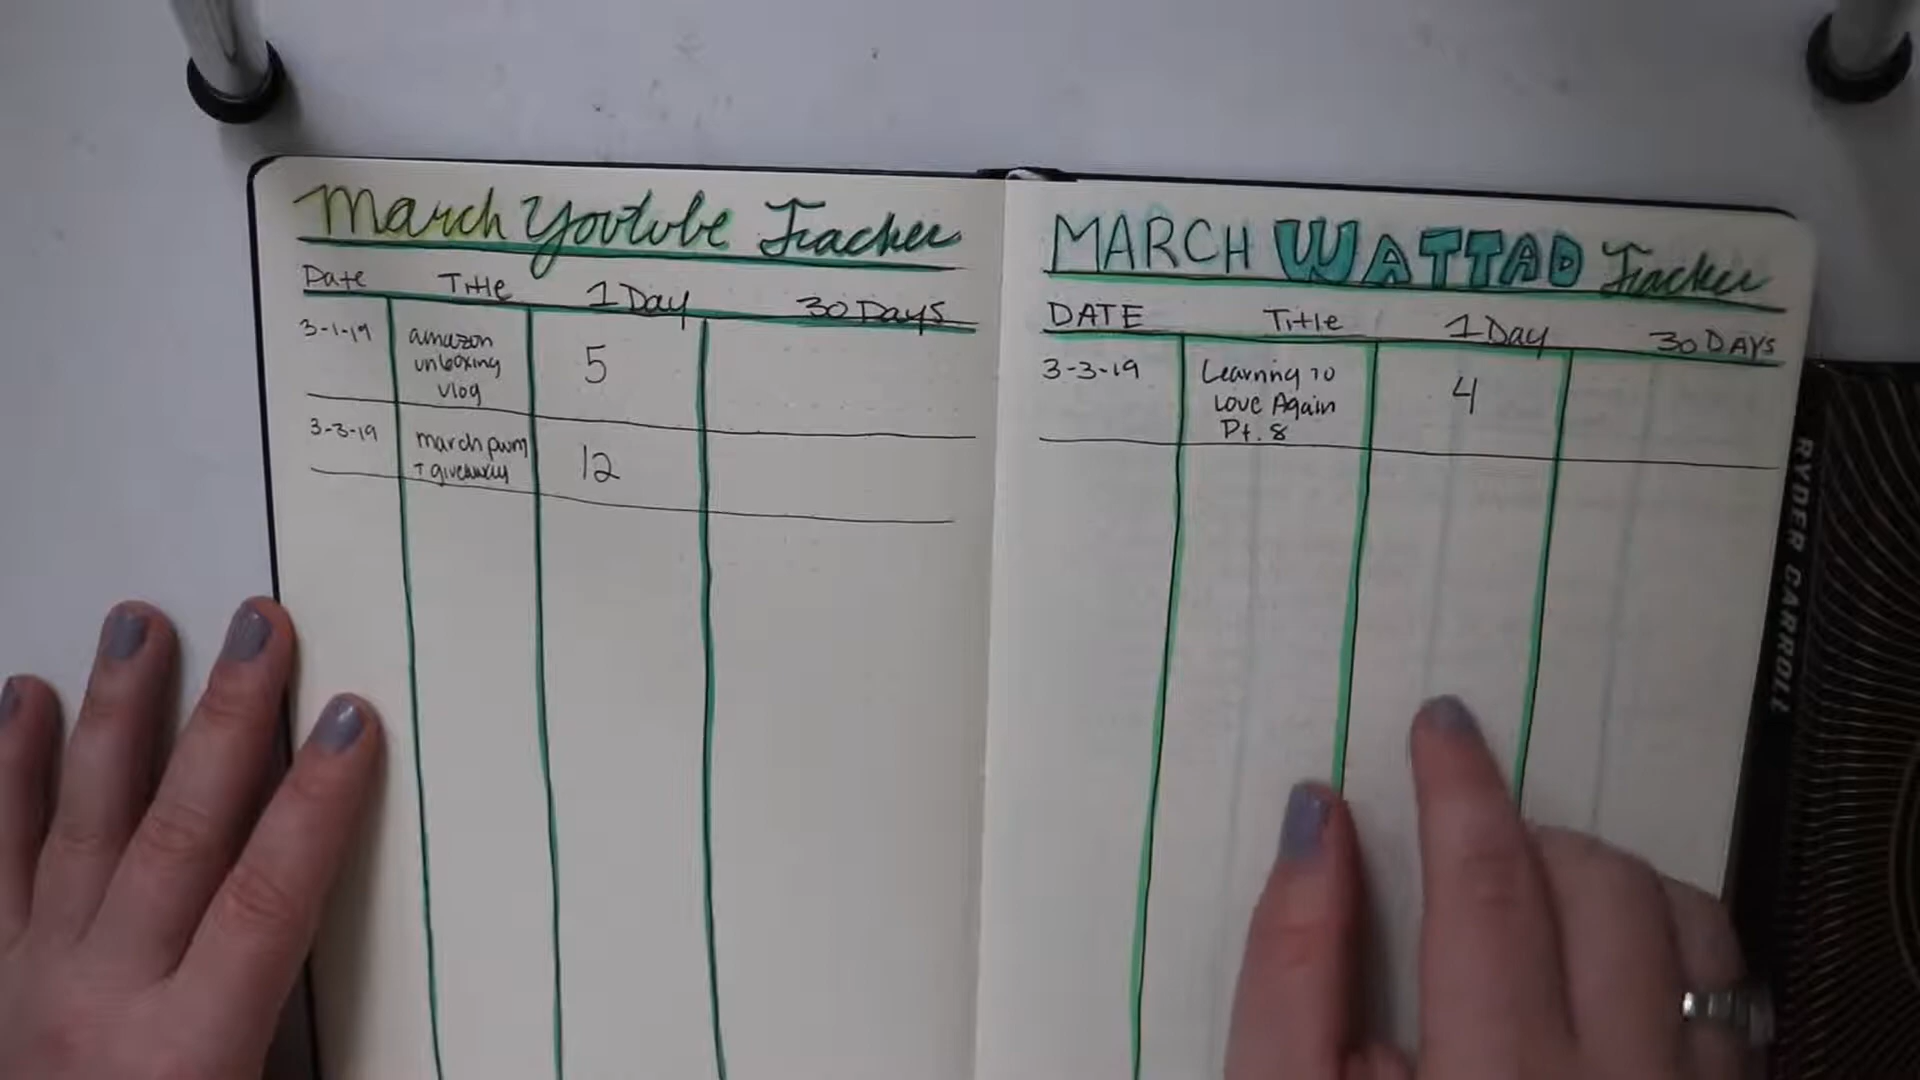 March Youtube Tracker
Date Title 1 Day 30 Days
3-1-19
amazon
unboxing
vlog
5
3-3-19
march pwm
+ giveaway
12
MARCH WATTAD Tracker
DATE Title 1 Day 30 DAYS
3-3-19
Learning to
Love Again
Pt. 8
4
RYDER CARROLL